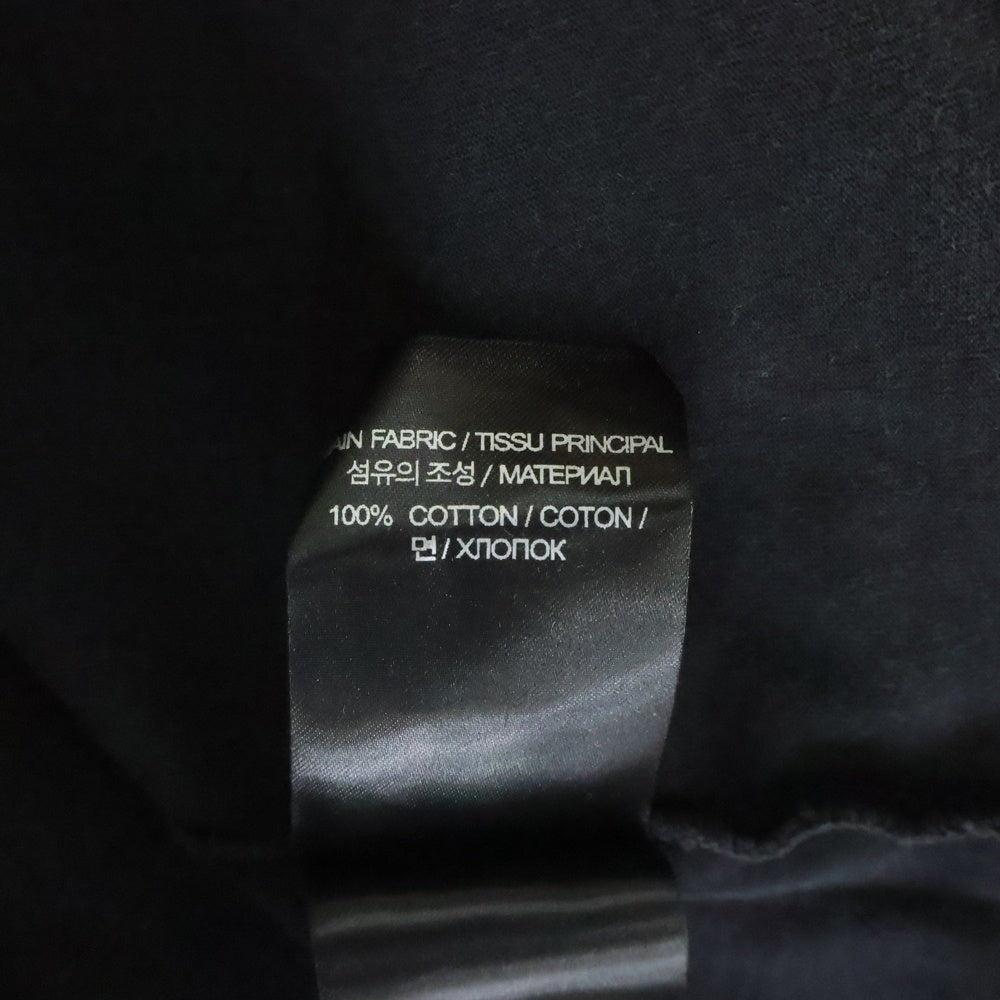 AIN FABRIC / TISSU PRINCIPAL
섬유의 조성 / МАТЕРИАЛ
100% COTTON / COTON /
면 / ХЛОПОК